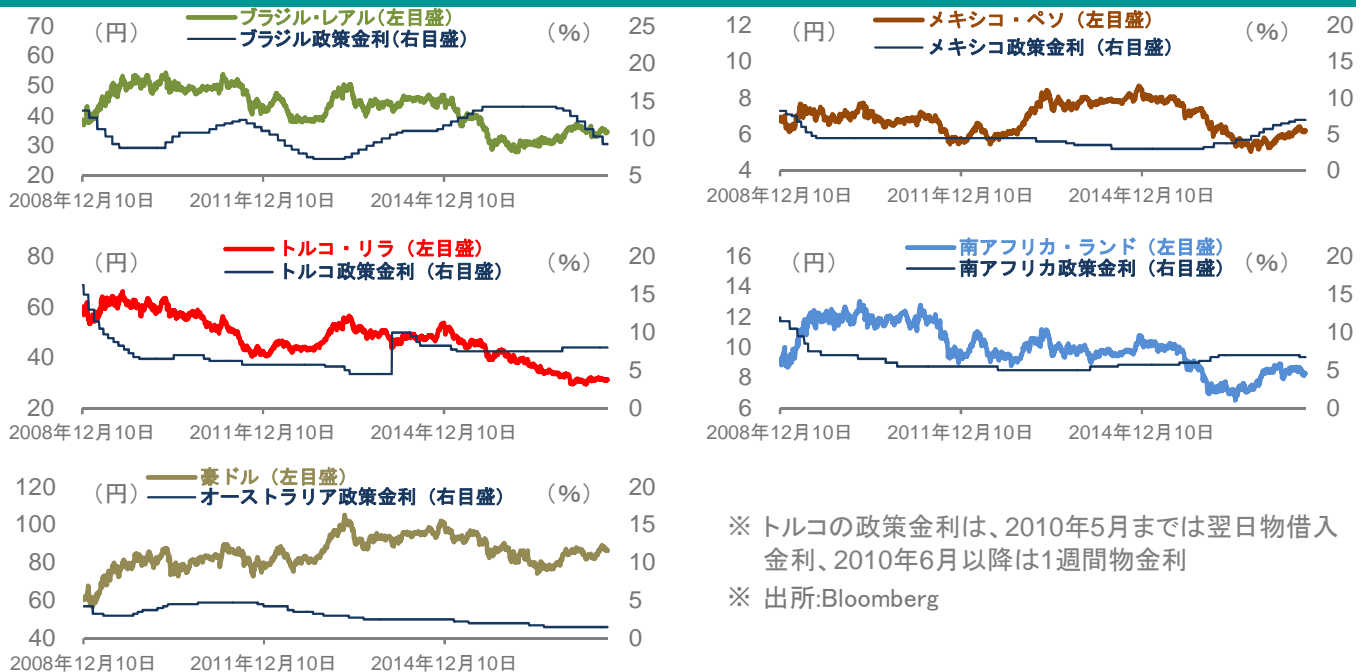 ブラジル・レアル(左目盛)
ブラジル政策金利(右目盛)
(円)
(%)
70
60
50
40
30
20
25
20
15
10
5
2008年12月10日
2011年12月10日
2014年12月10日
メキシコ・ペソ(左目盛)
メキシコ政策金利(右目盛)
(円)
(%)
12
10
8
6
4
20
15
10
5
0
2008年12月10日
2011年12月10日
2014年12月10日
トルコ・リラ(左目盛)
トルコ政策金利(右目盛)
(円)
(%)
80
60
40
20
20
15
10
5
0
2008年12月10日
2011年12月10日
2014年12月10日
南アフリカ・ランド(左目盛)
南アフリカ政策金利(右目盛)
(円)
(%)
16
14
12
10
8
6
20
15
10
5
0
2008年12月10日
2011年12月10日
2014年12月10日
豪ドル(左目盛)
オーストラリア政策金利(右目盛)
(円)
(%)
120
100
80
60
40
20
15
10
5
0
2008年12月10日
2011年12月10日
2014年12月10日
※ トルコの政策金利は、2010年5月までは翌日物借入
金利、2010年6月以降は1週間物金利
※ 出所:Bloomberg